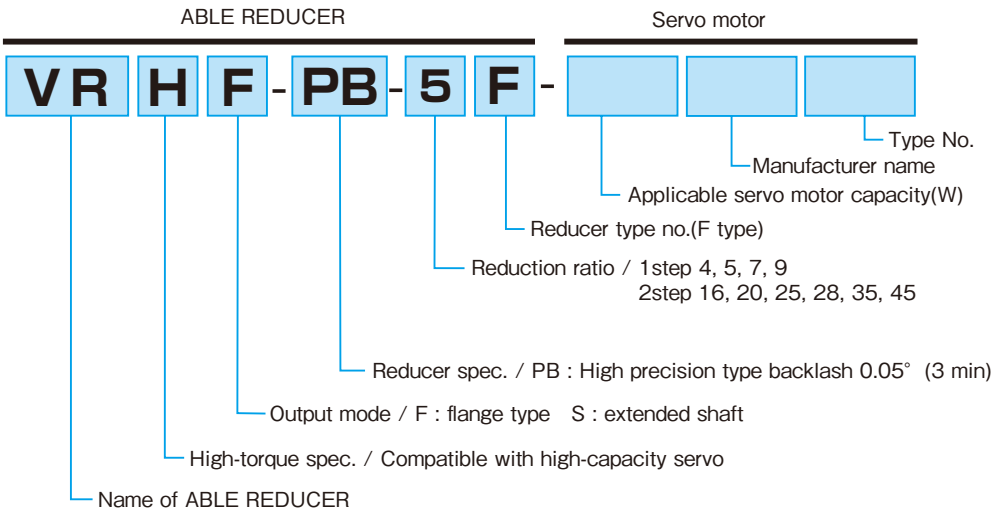 ABLE REDUCER
Servo motor
VR H F - PB - 5 F -
Type No.
Manufacturer name
Applicable servo motor capacity(W)
Reducer type no.(F type)
Reduction ratio / 1step 4, 5, 7, 9
2step 16, 20, 25, 28, 35, 45
Reducer spec. / PB : High precision type backlash 0.05° (3 min)
Output mode / F : flange type S : extended shaft
High-torque spec. / Compatible with high-capacity servo
Name of ABLE REDUCER